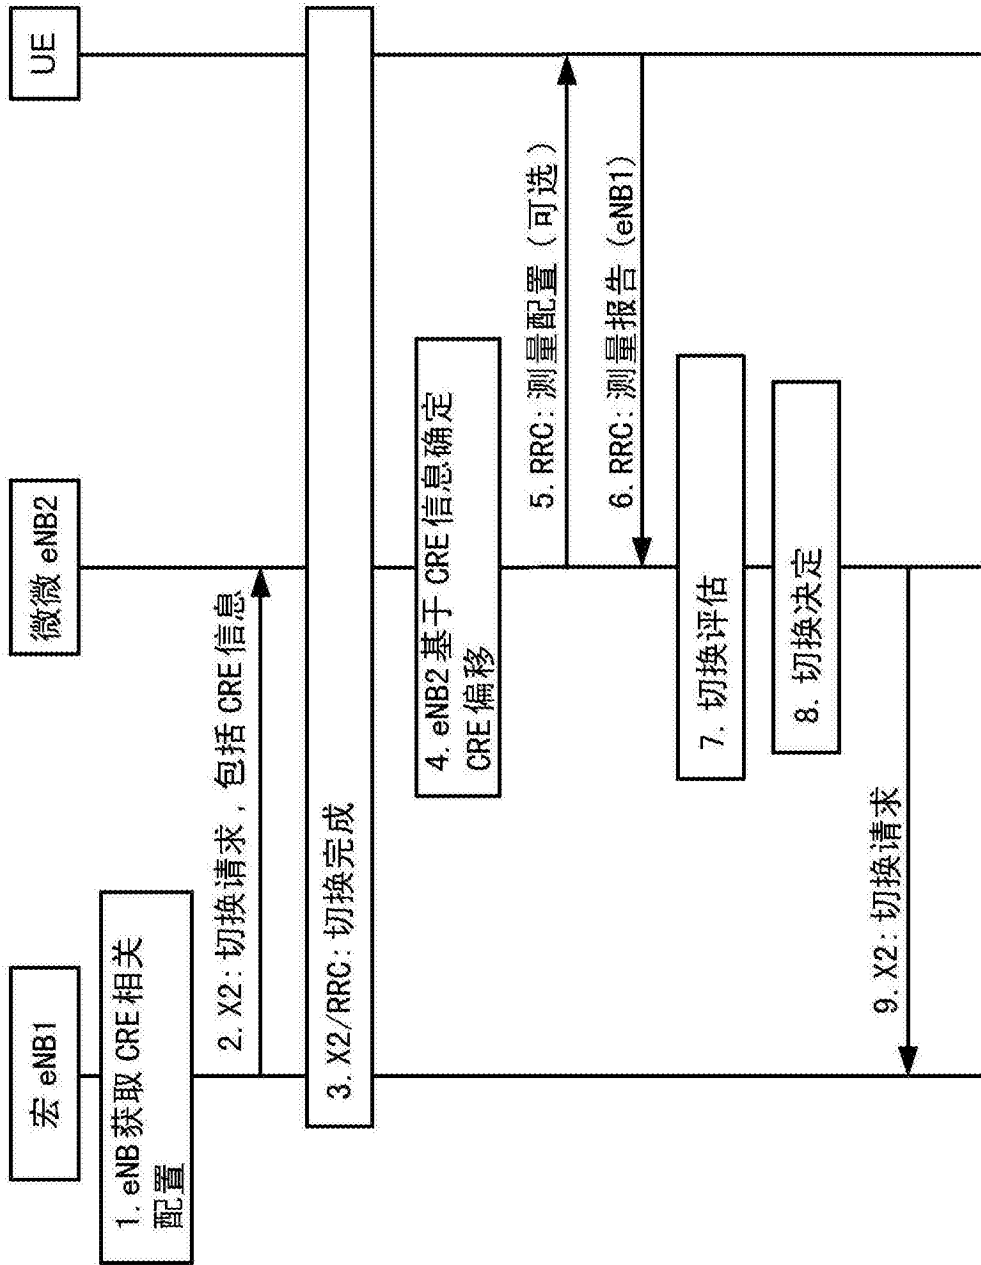 宏 eNB1
微微 eNB2
UE
1. eNB 获取 CRE 相关
配置
2. X2: 切换请求，包括 CRE 信息
3. X2/RRC: 切换完成
4. eNB2 基于 CRE 信息确定
CRE 偏移
5. RRC: 测量配置（可选）
6. RRC: 测量报告（eNB1）
7. 切换评估
8. 切换决定
9. X2: 切换请求